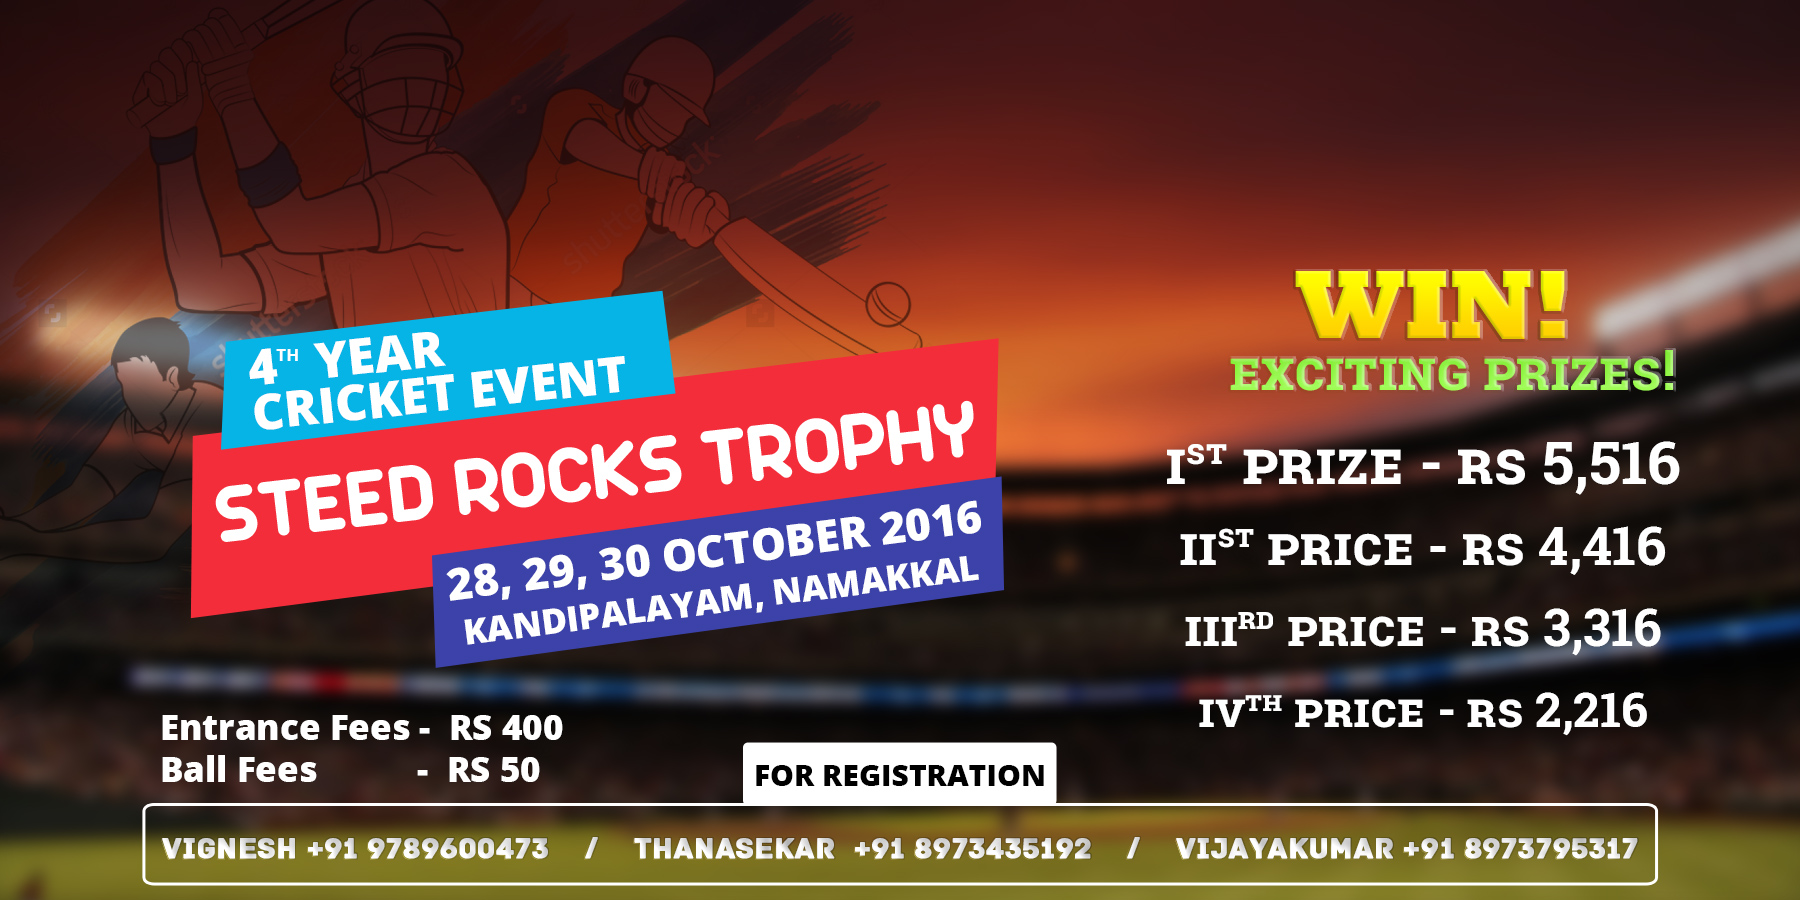 4TH YEAR
CRICKET EVENT
STEED ROCKS TROPHY
28, 29, 30 OCTOBER 2016
KANDIPALAYAM, NAMAKKAL
WIN!
EXCITING PRIZES!
IST PRIZE - RS 5,516
IIST PRICE - RS 4,416
IIIRD PRICE - RS 3,316
IVTH PRICE - RS 2,216
Entrance Fees - RS 400
Ball Fees - RS 50
FOR REGISTRATION
VIGNESH +91 9789600473 / THANASEKAR +91 8973435192 / VIJAYAKUMAR +91 8973795317
shutterstock